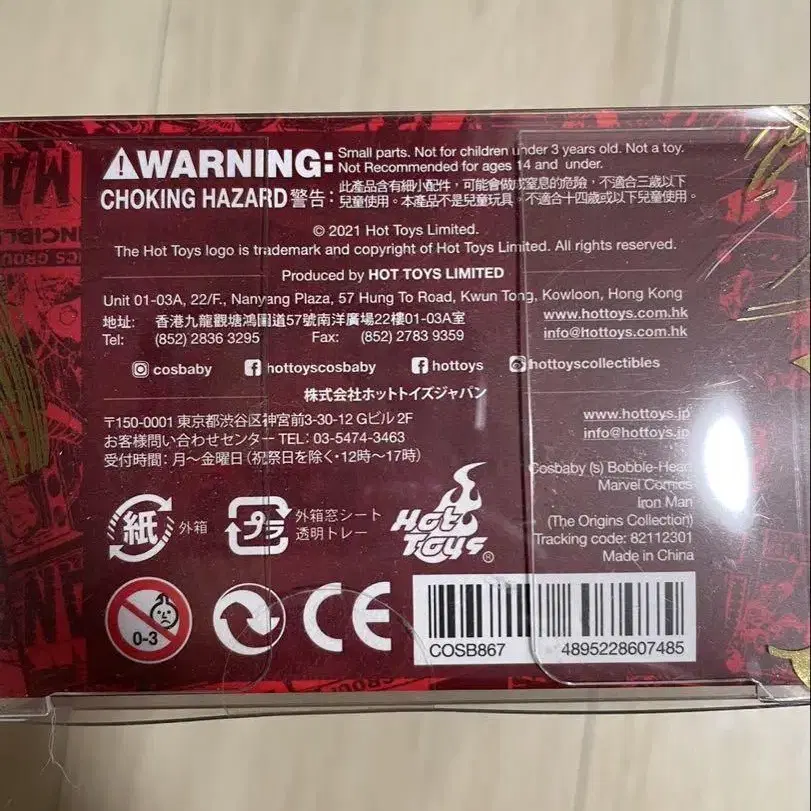 WARNING: Small parts. Not for children under 3 years old. Not a toy.
Not Recommended for ages 14 and under.
CHOKING HAZARD 警告: 此產品含有細小配件，可能會做成窒息的危險，不適合三歲以下
兒童使用。本產品不是兒童玩具，不適合十四歲或以下兒童使用。
© 2021 Hot Toys Limited.
The Hot Toys logo is trademark and copyright of Hot Toys Limited. All rights reserved.
Produced by HOT TOYS LIMITED
Unit 01-03A, 22/F., Nanyang Plaza, 57 Hung To Road, Kwun Tong, Kowloon, Hong Kong
地址: 香港九龍觀塘鴻圖道57號南洋廣場22樓01-03A室 www.hottoys.com.hk
Tel: (852) 2836 3295 Fax: (852) 2783 9359 info@hottoys.com.hk
cosbaby hottoyscosbaby hottoys hottoyscollectibles
株式会社ホットトイズジャパン
〒150-0001 東京都渋谷区神宮前3-30-12 Gビル 2F www.hottoys.jp
お客様問い合わせセンター TEL: 03-5474-3463 info@hottoys.jp
受付時間: 月〜金曜日（祝祭日を除く・12時〜17時）
Cosbaby (s) Bobble-Head
Marvel Comics
Iron Man
(The Origins Collection)
Tracking code: 82112301
Made in China
紙 外箱 プラ 外箱窓シート
透明トレー
Hot Toys ®
0-3 CE
COSB867 4895228607485